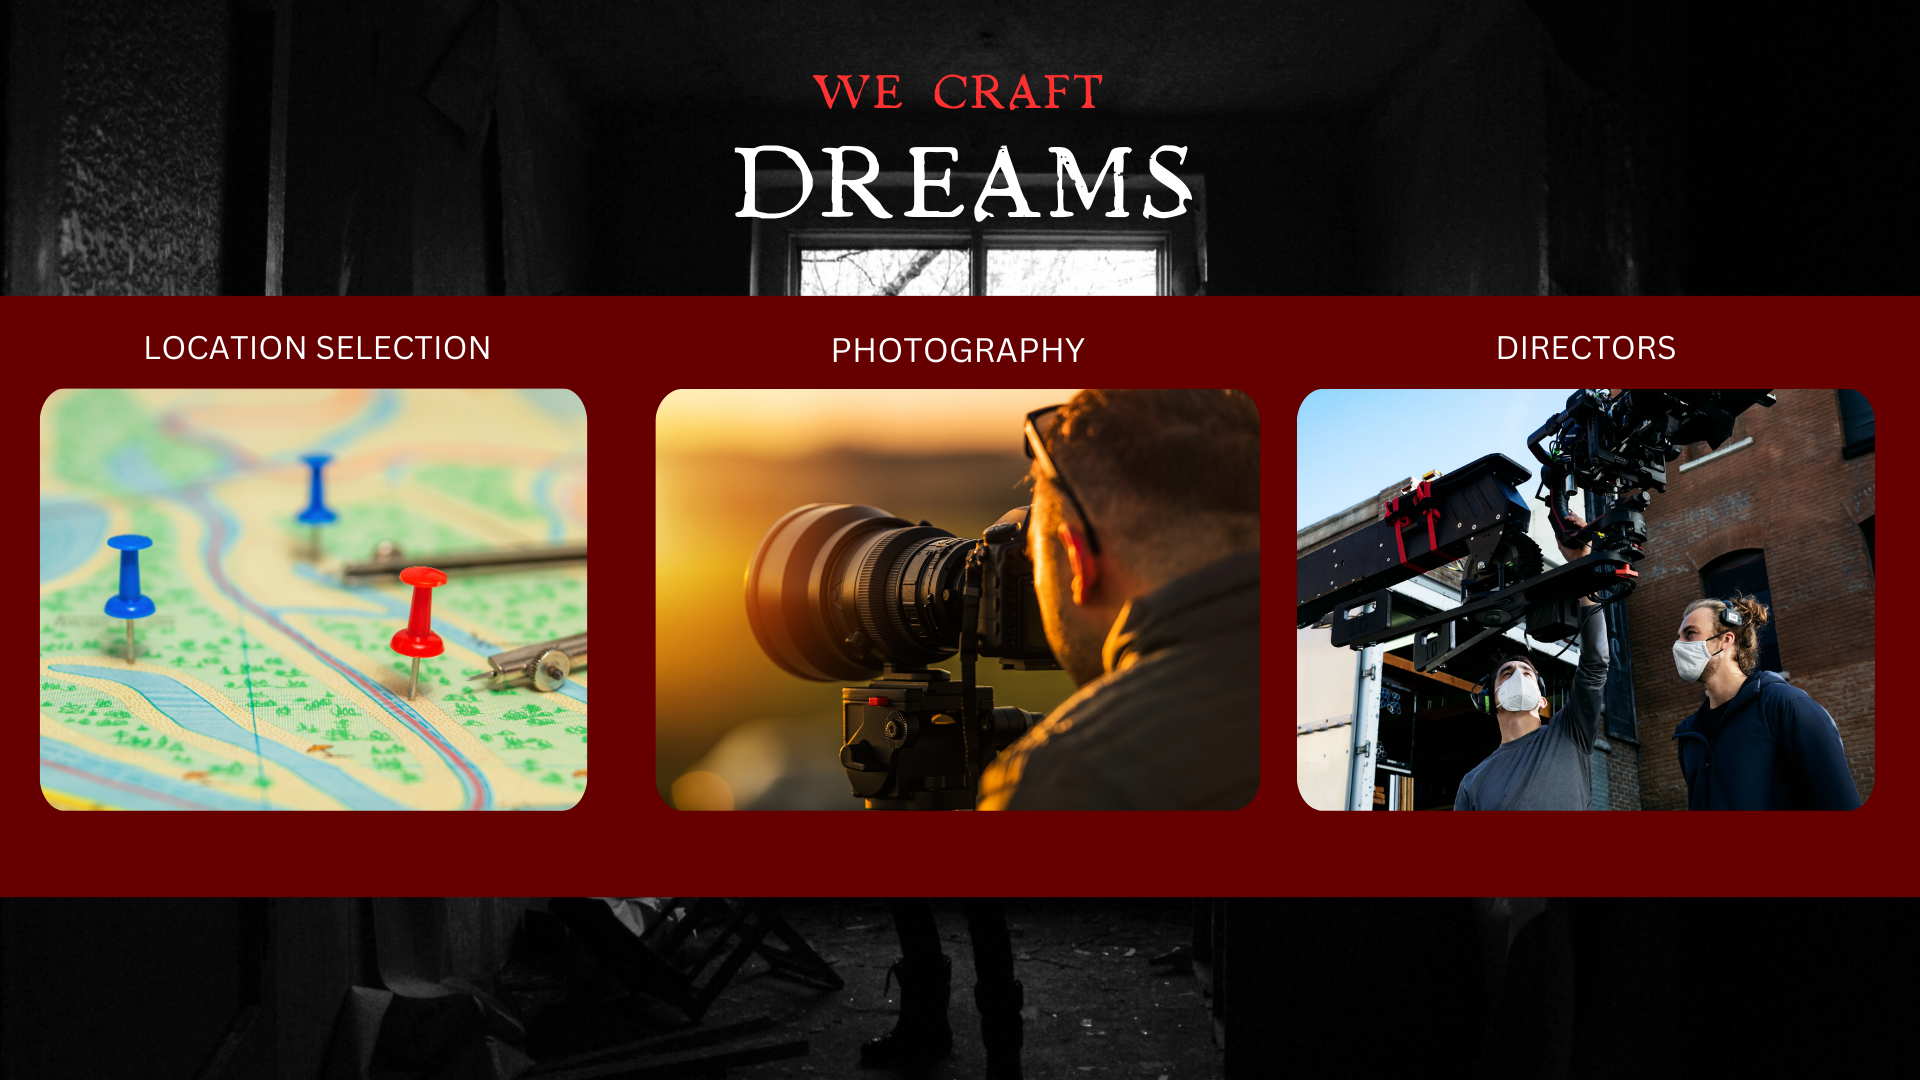 WE CRAFT
DREAMS
LOCATION SELECTION
PHOTOGRAPHY
DIRECTORS